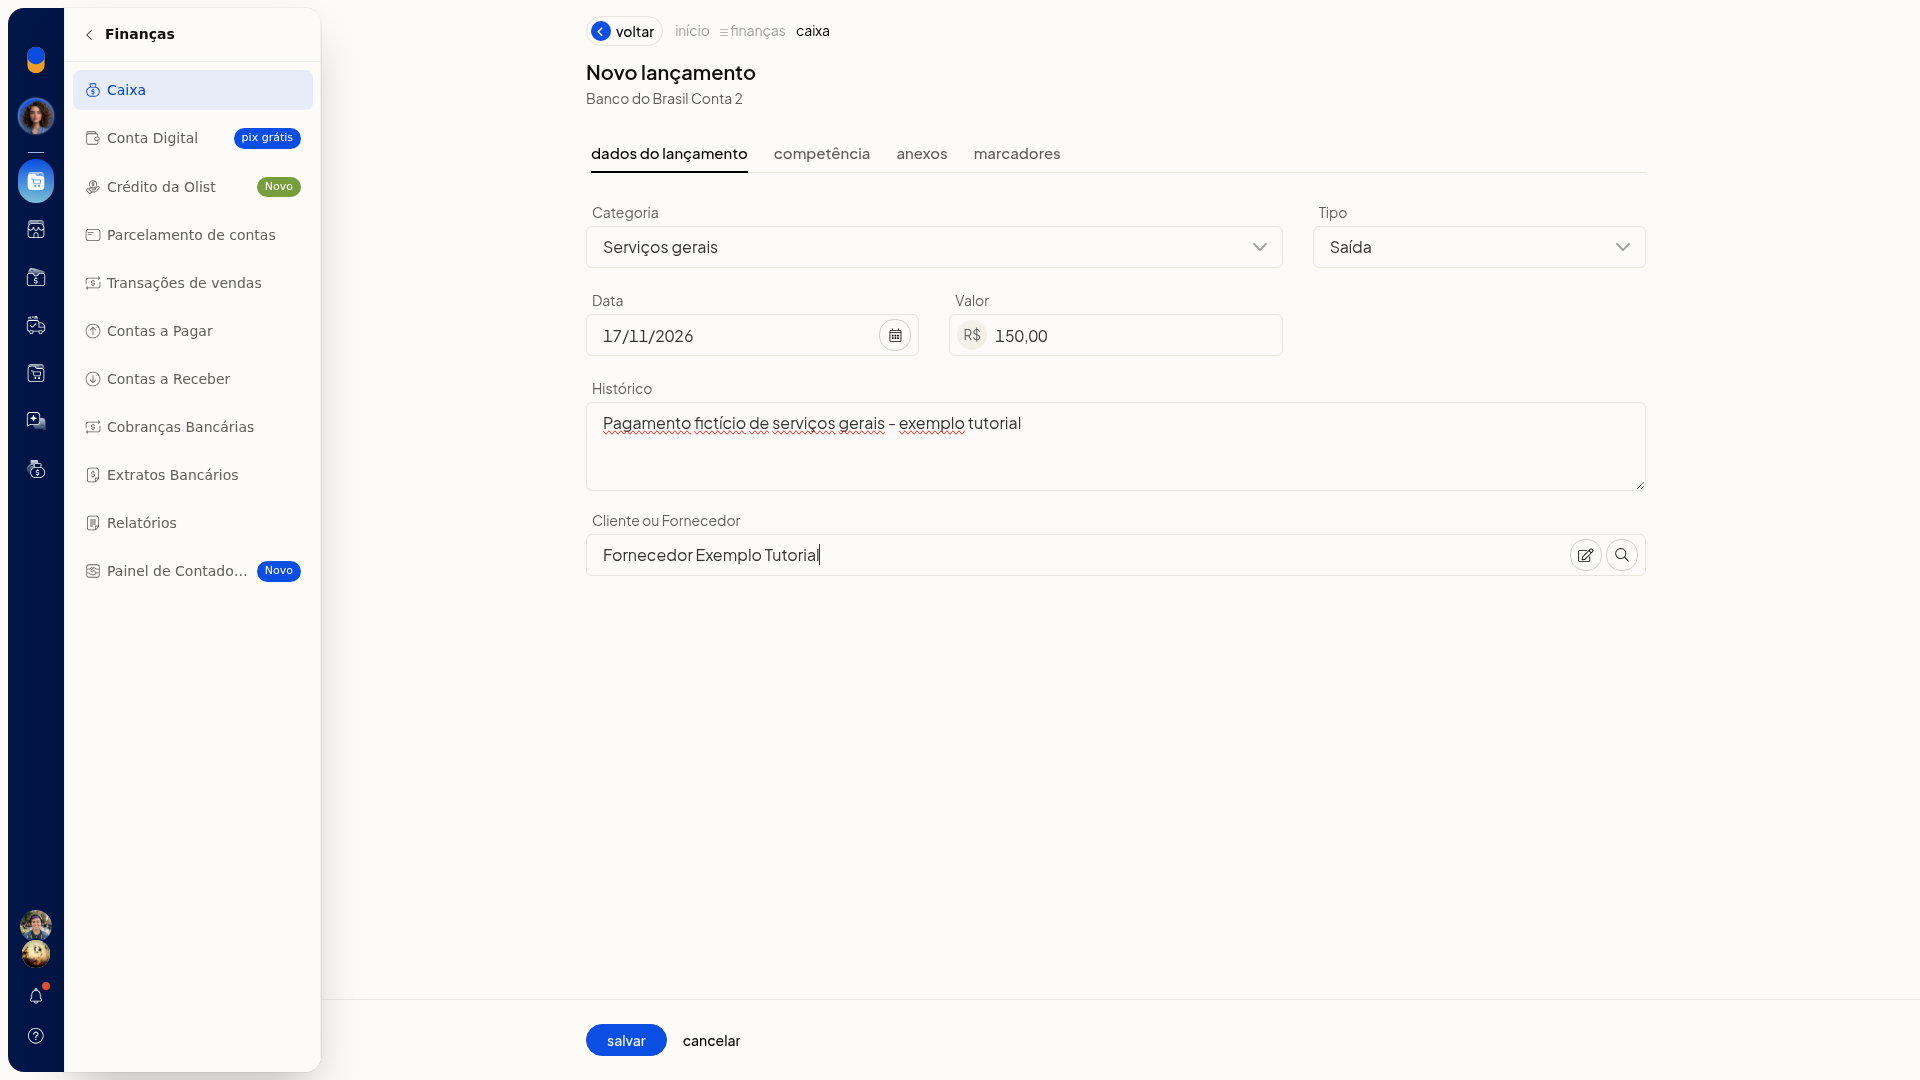 Finanças
Caixa
Conta Digital
pix grátis
Crédito da Olist
Novo
Parcelamento de contas
Transações de vendas
Contas a Pagar
Contas a Receber
Cobranças Bancárias
Extratos Bancários
Relatórios
Painel de Contado...
Novo
voltar início finanças caixa
Novo lançamento
Banco do Brasil Conta 2
dados do lançamento competência anexos marcadores
Categoria Tipo
Serviços gerais Saída
Data Valor
17/11/2026 R$ 150,00
Histórico
Pagamento fictício de serviços gerais - exemplo tutorial
Cliente ou Fornecedor
Fornecedor Exemplo Tutorial
salvar cancelar